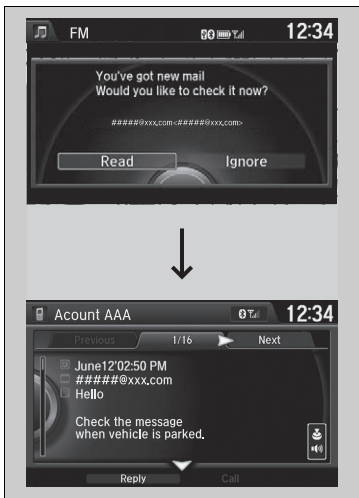 FM 12:34
You've got new mail
Would you like to check it now?
#####@xxx.com<#####@xxx.com>
Read Ignore
Acount AAA 12:34
Previous 1/16 Next
June12'02:50 PM
#####@xxx.com
Hello
Check the message
when vehicle is parked.
Reply Call